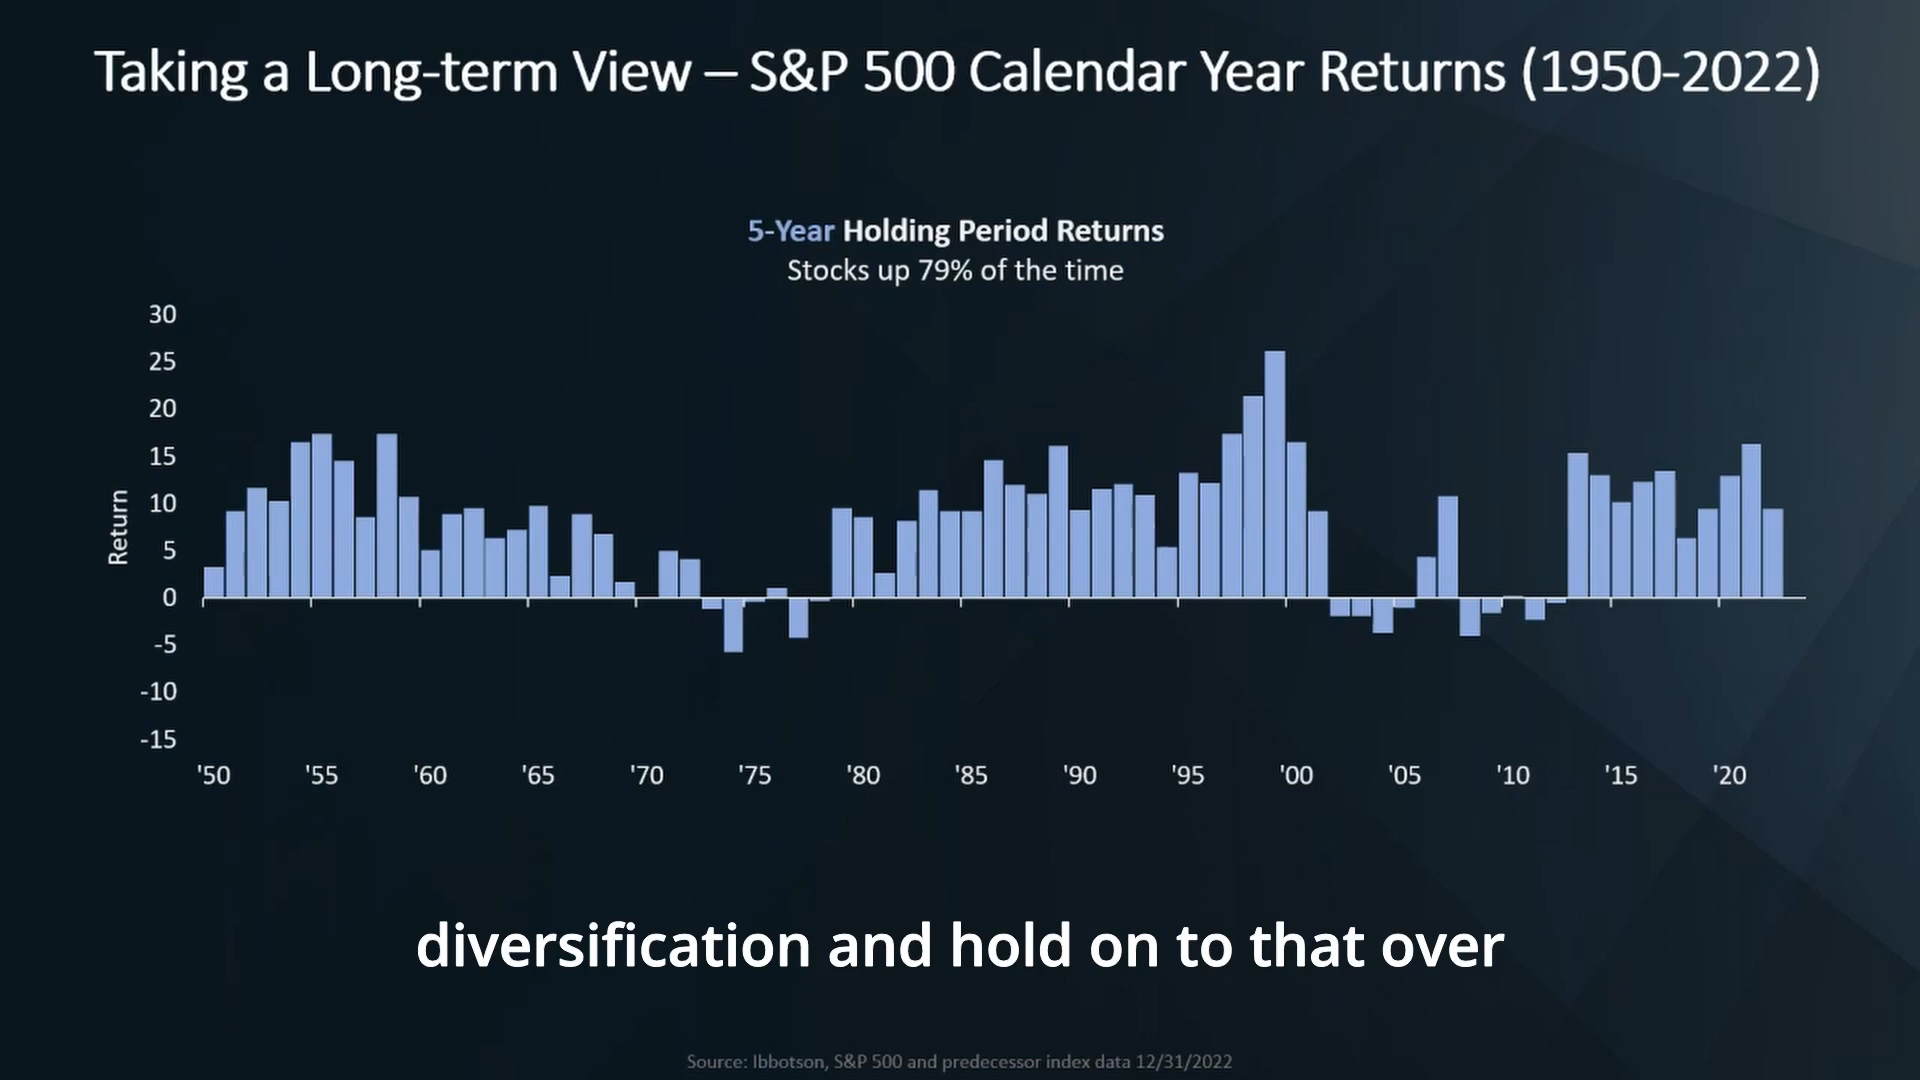 Taking a Long-term View – S&P 500 Calendar Year Returns (1950-2022)
5-Year Holding Period Returns
Stocks up 79% of the time
30
25
20
15
10
5
0
-5
-10
-15
Return
'50 '55 '60 '65 '70 '75 '80 '85 '90 '95 '00 '05 '10 '15 '20
diversification and hold on to that over
Source: Ibbotson, S&P 500 and predecessor index data 12/31/2022